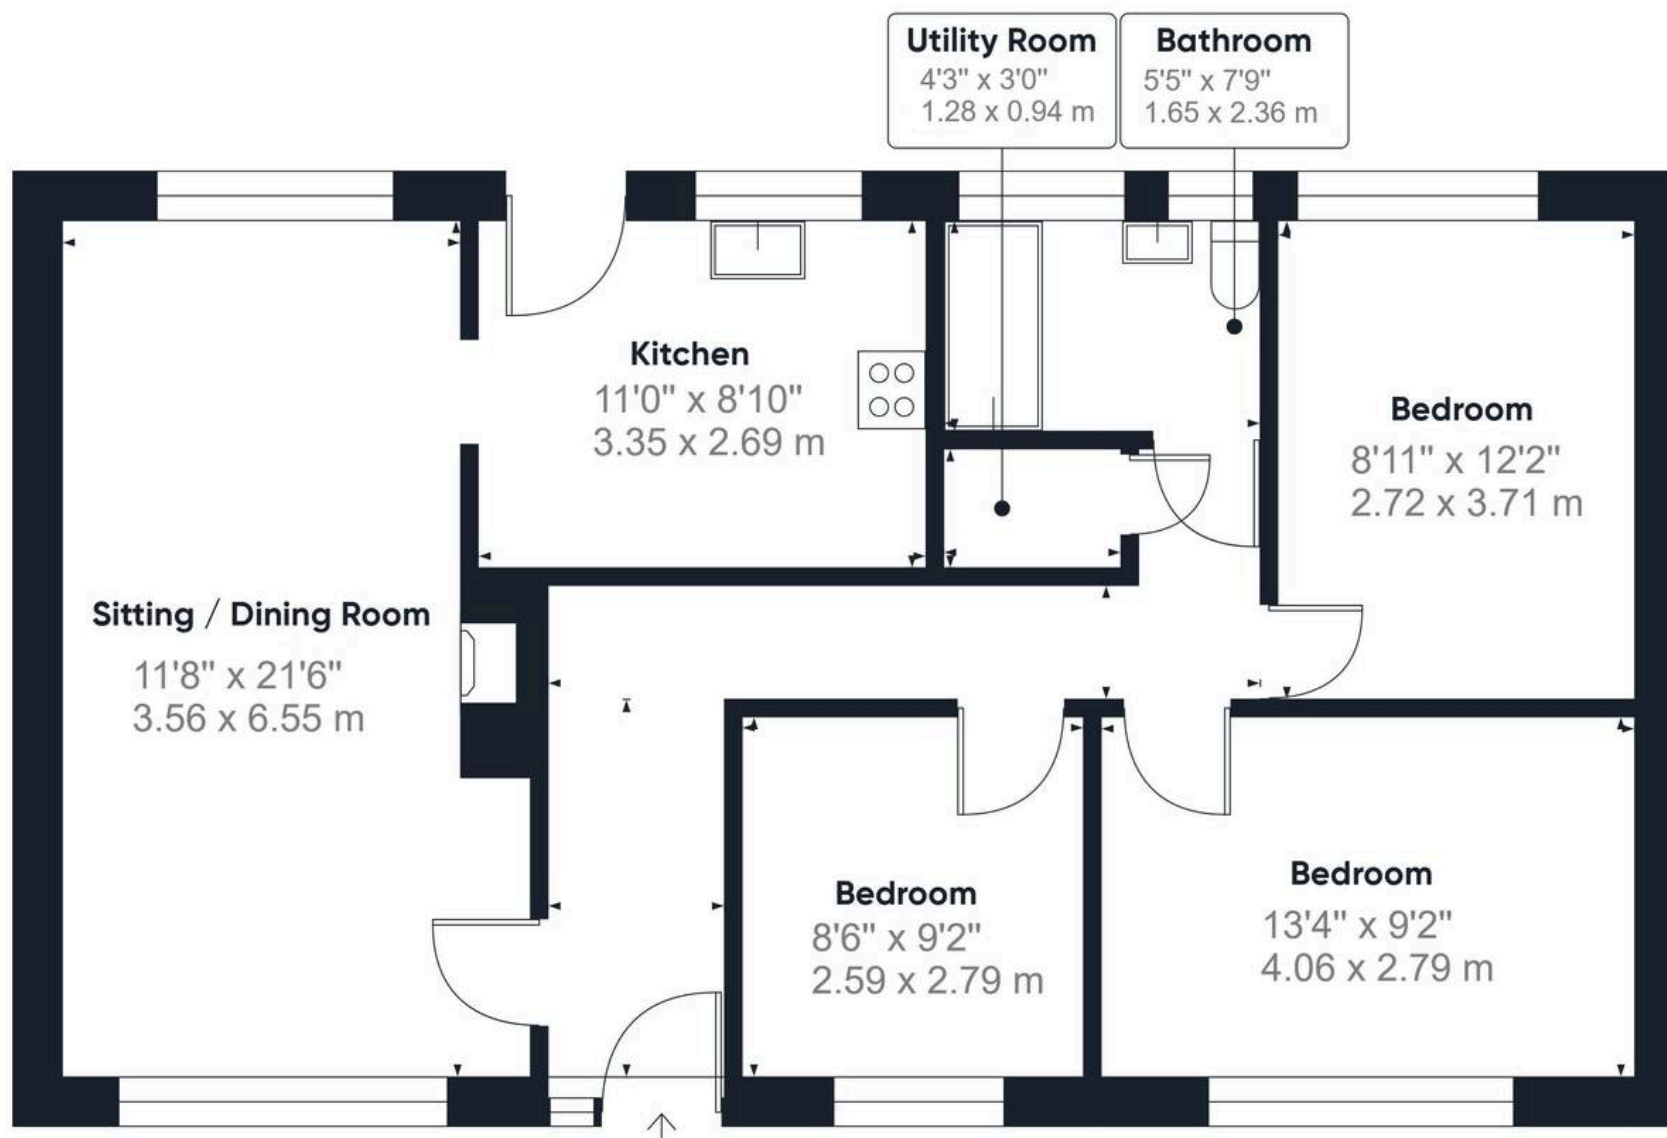 Utility Room
4'3" x 3'0"
1.28 x 0.94 m
Bathroom
5'5" x 7'9"
1.65 x 2.36 m
Kitchen
11'0" x 8'10"
3.35 x 2.69 m
Bedroom
8'11" x 12'2"
2.72 x 3.71 m
Sitting / Dining Room
11'8" x 21'6"
3.56 x 6.55 m
Bedroom
8'6" x 9'2"
2.59 x 2.79 m
Bedroom
13'4" x 9'2"
4.06 x 2.79 m